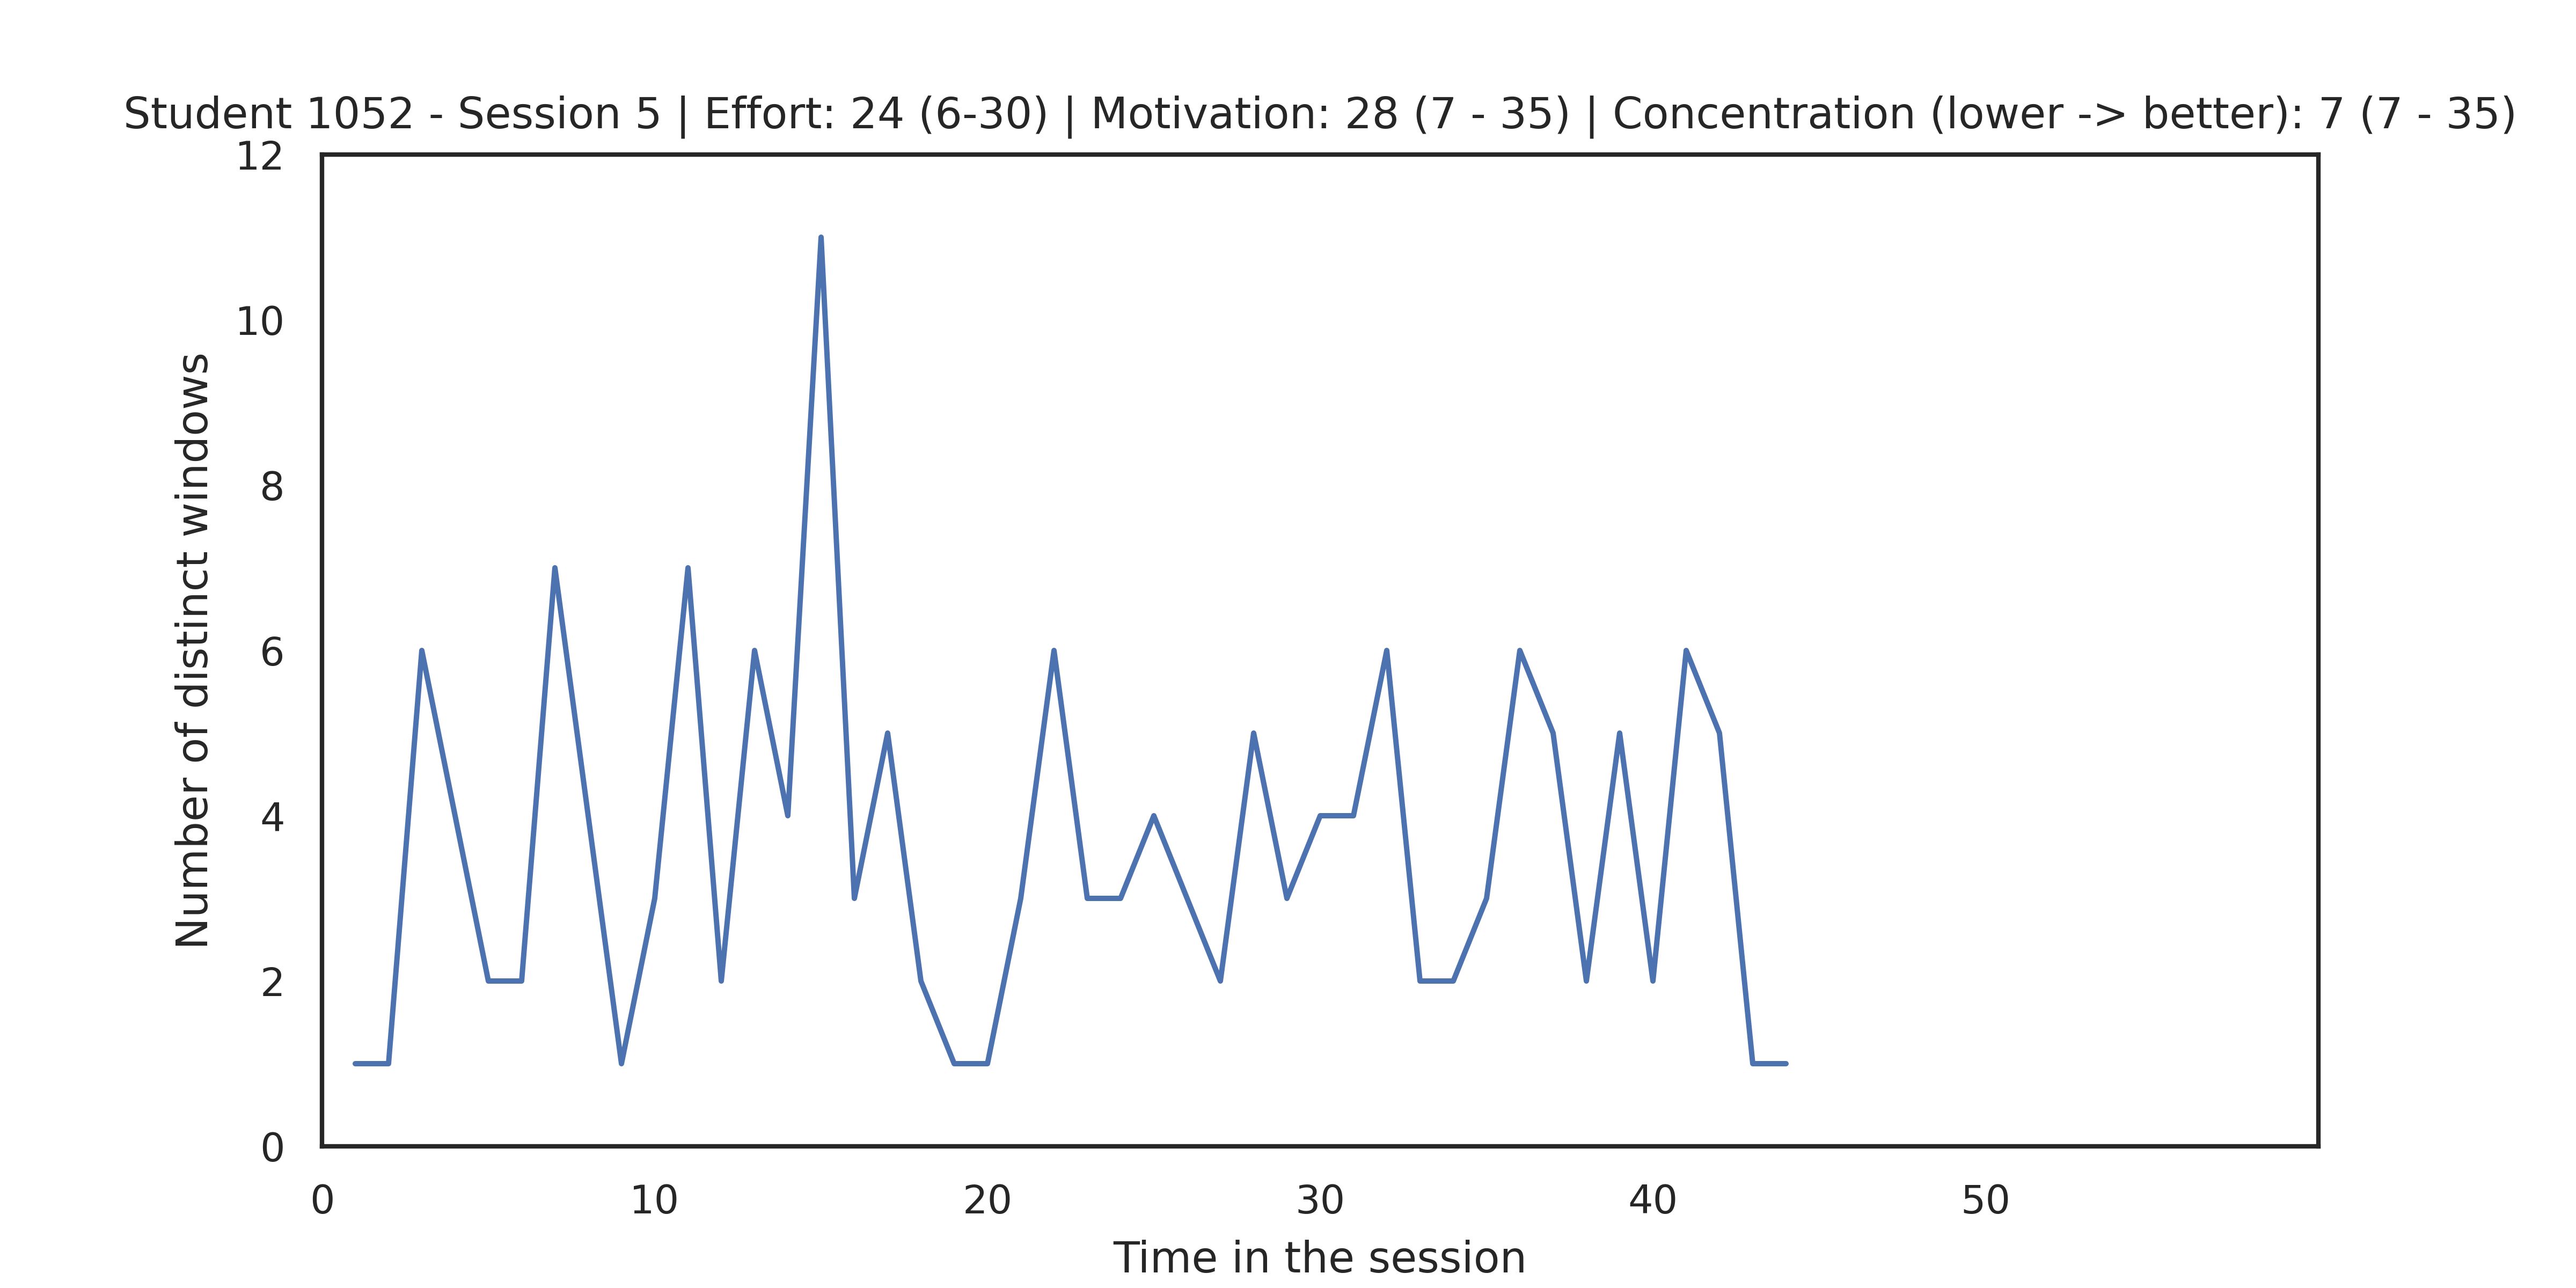 Student 1052 - Session 5 | Effort: 24 (6-30) | Motivation: 28 (7 - 35) | Concentration (lower -> better): 7 (7 - 35)
12
10
8
6
4
2
0
Number of distinct windows
0 10 20 30 40 50
Time in the session